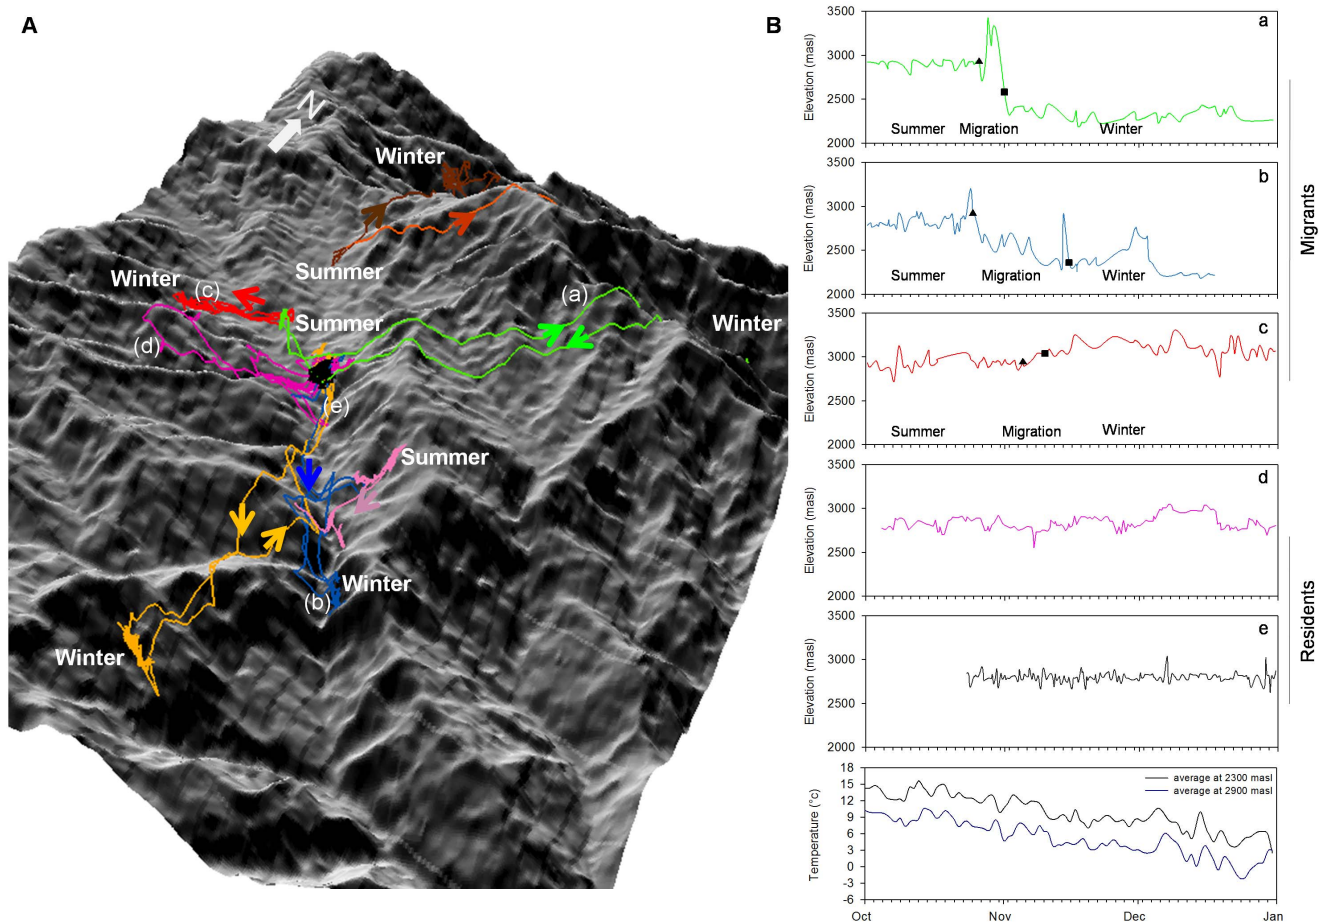 A
N
Winter
Summer
Winter
(c)
(a)
Summer
Winter
(d)
(e)
Summer
Winter
(b)
Winter
B
Elevation (masl)
3500
3000
2500
2000
a
Summer
Migration
Winter
Elevation (masl)
3500
3000
2500
2000
b
Summer
Migration
Winter
Elevation (masl)
3500
3000
2500
2000
c
Summer
Migration
Winter
Migrants
Elevation (masl)
3500
3000
2500
2000
d
Elevation (masl)
3500
3000
2500
2000
e
Residents
Temperature (°c)
18
15
12
9
6
3
0
-3
-6
average at 2300 masl
average at 2900 masl
Oct
Nov
Dec
Jan